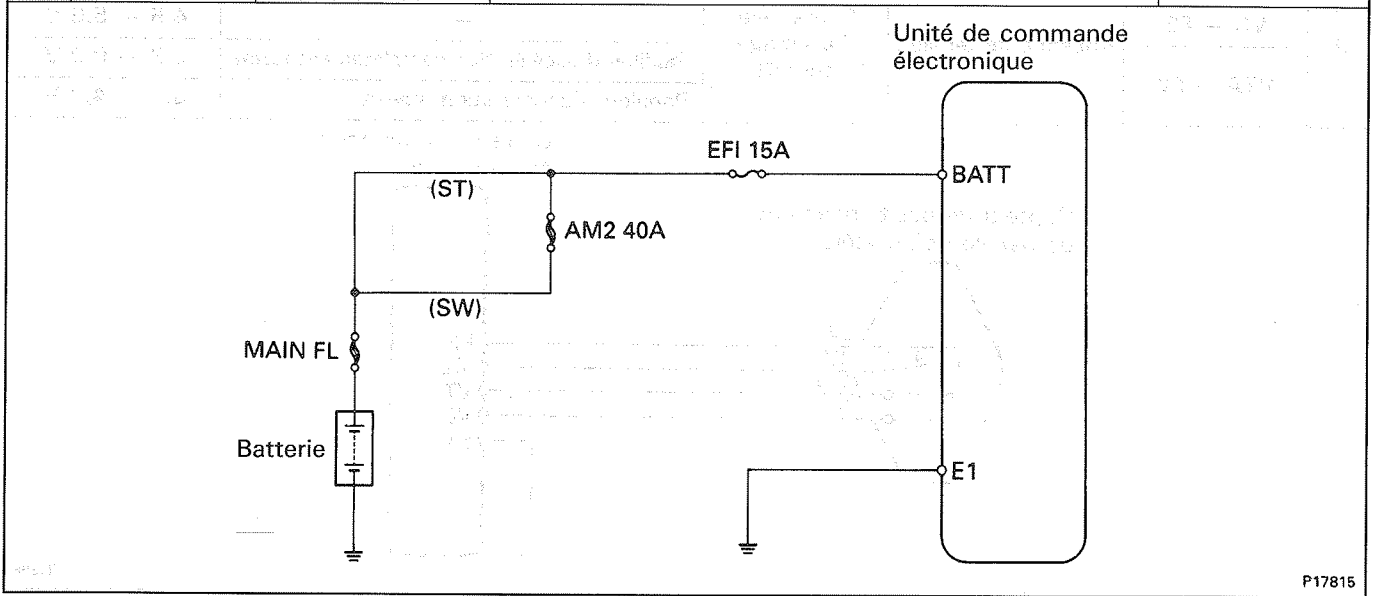 Unité de commande
électronique
EFI 15A
BATT
(ST)
AM2 40A
(SW)
MAIN FL
Batterie
E1
P17815